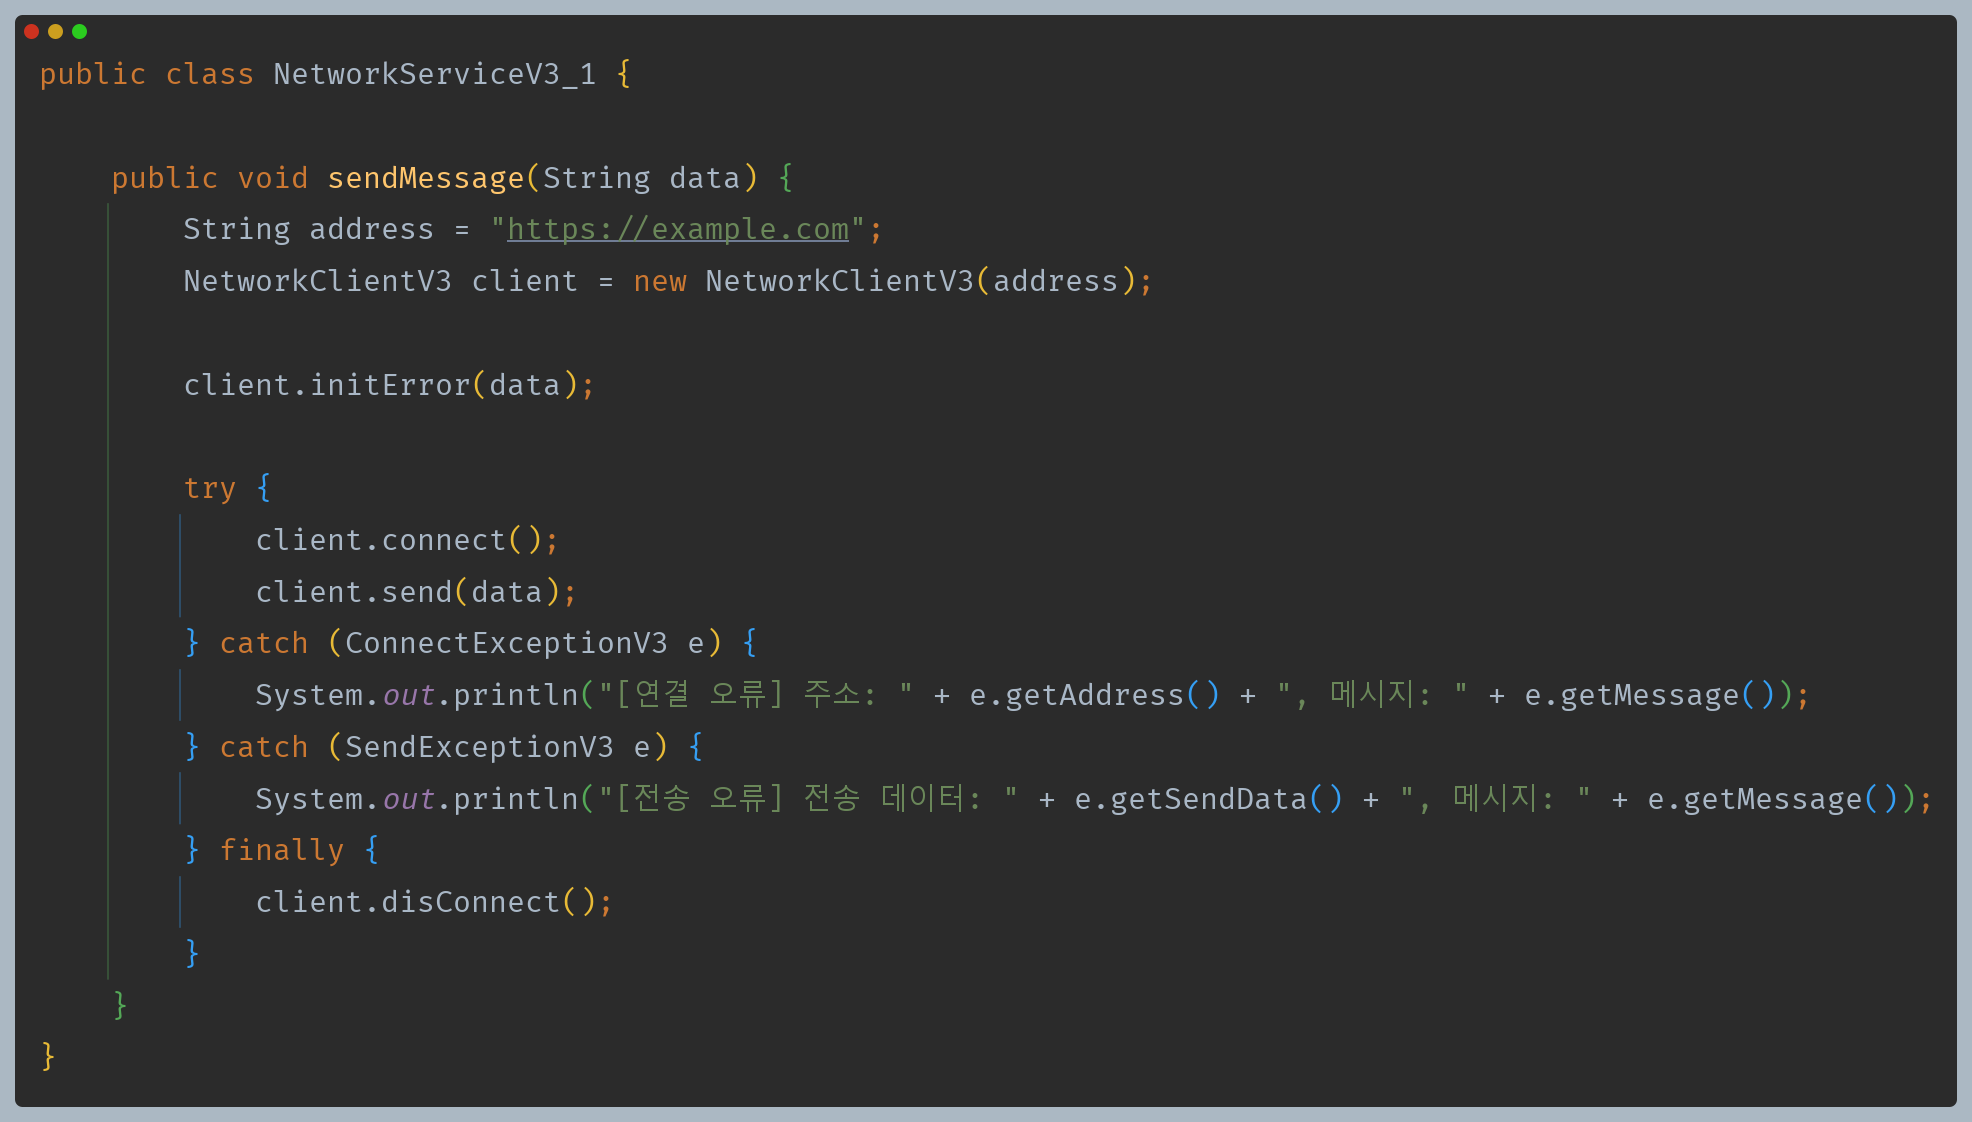 public class NetworkServiceV3_1 {
    public void sendMessage(String data) {
        String address = "https://example.com";
        NetworkClientV3 client = new NetworkClientV3(address);
        client.initError(data);
        try {
            client.connect();
            client.send(data);
        } catch (ConnectExceptionV3 e) {
            System.out.println("[연결 오류] 주소: " + e.getAddress() + ", 메시지: " + e.getMessage());
        } catch (SendExceptionV3 e) {
            System.out.println("[전송 오류] 전송 데이터: " + e.getSendData() + ", 메시지: " + e.getMessage());
        } finally {
            client.disConnect();
        }
    }
}